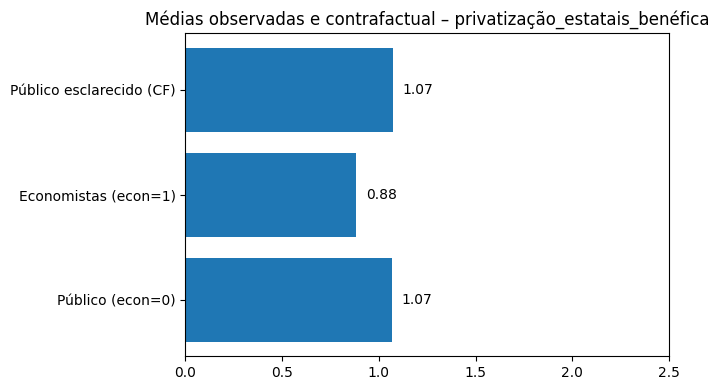 Médias observadas e contrafactual – privatização_estatais_benéfica
Público esclarecido (CF)
1.07
Economistas (econ=1)
0.88
Público (econ=0)
1.07
0.0 0.5 1.0 1.5 2.0 2.5